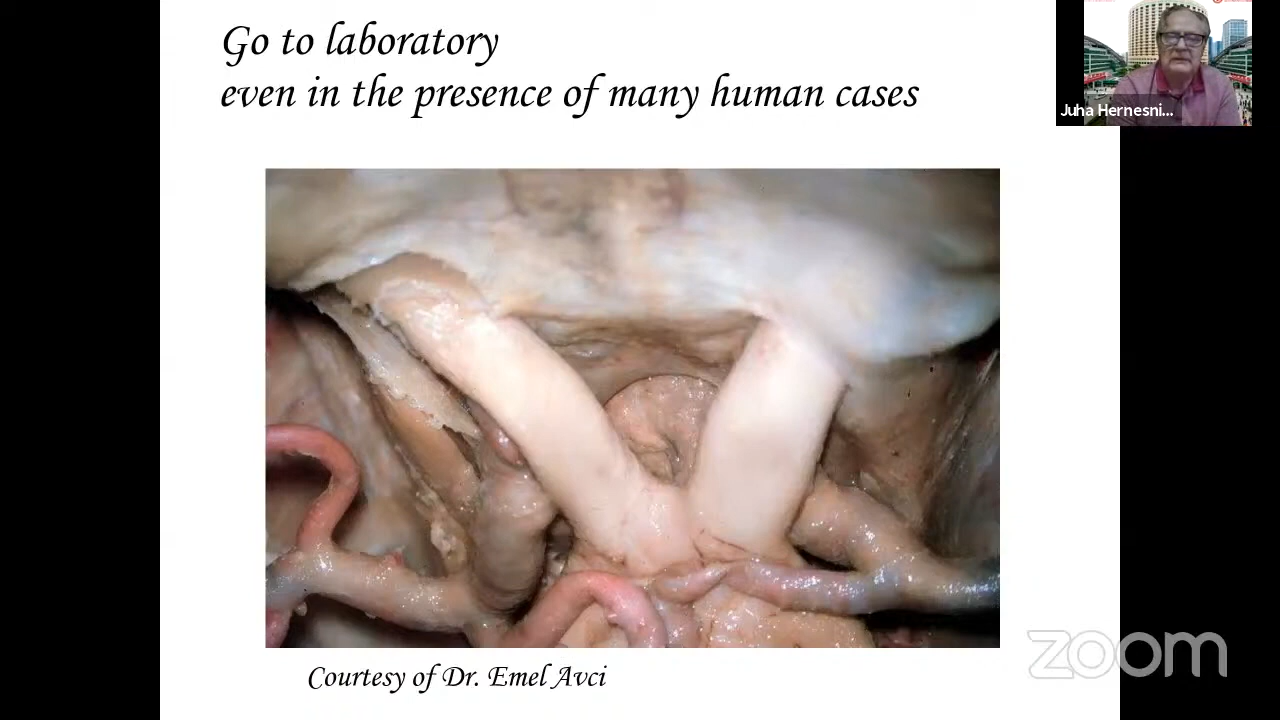 Go to laboratory
even in the presence of many human cases
Juha Hernesni...
Courtesy of Dr. Emel Avci
zoom